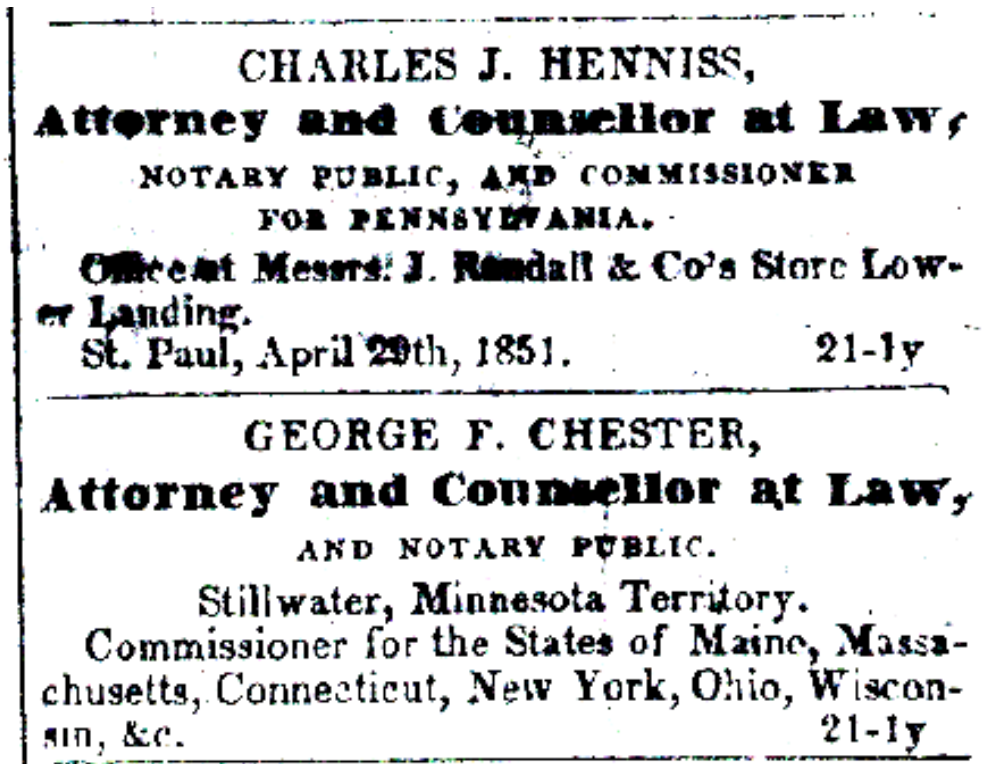 CHARLES J. HENNISS,
Attorney and Counsellor at Law,
NOTARY PUBLIC, AND COMMISSIONER
FOR PENNSYLVANIA.
Office at Messrs. J. Randall & Co's Store Low-
er Landing.
St. Paul, April 29th, 1851. 21-1y
GEORGE F. CHESTER,
Attorney and Counsellor at Law,
AND NOTARY PUBLIC.
Stillwater, Minnesota Territory.
Commissioner for the States of Maine, Massa-
chusetts, Connecticut, New York, Ohio, Wiscon-
sin, &c. 21-1y